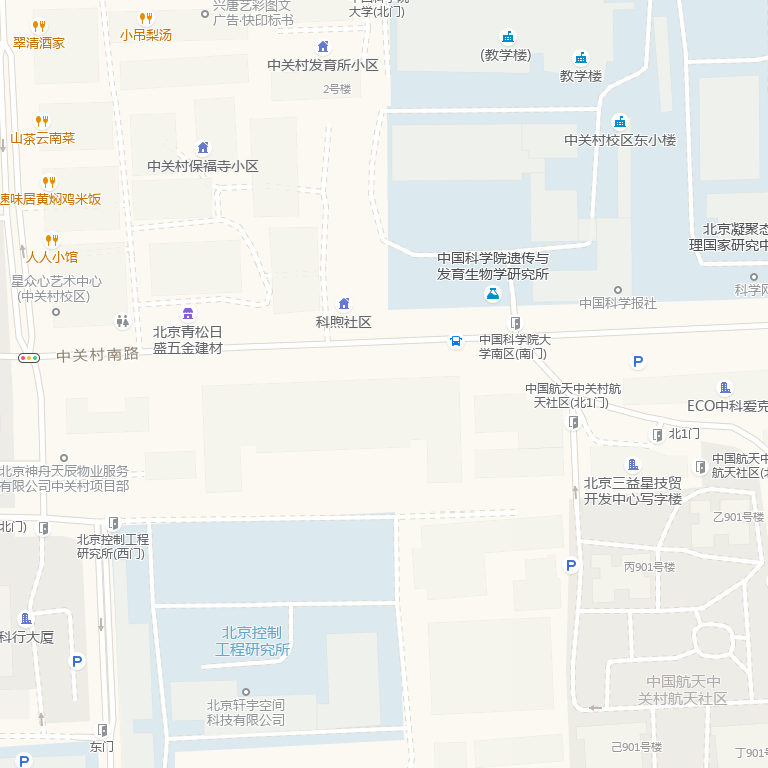 兴唐艺彩图文
广告·快印标书
大学(北门)
翠清酒家
小吊梨汤
中关村发育所小区
2号楼
(教学楼)
教学楼
山茶云南菜
中关村保福寺小区
中关村校区东小楼
速味居黄焖鸡米饭
人人小馆
星众心艺术中心
(中关村校区)
中国科学院遗传与
发育生物学研究所
北京凝聚态
理国家研究中
中国科学报社
科学网
北京青松日
盛五金建材
科煦社区
中关村南路
中国科学院大
学南区(南门)
P
中国航天中关村航
天社区(北1门)
ECO中科爱克
北1门
北京神舟天辰物业服务
有限公司中关村项目部
北京三益星技贸
开发中心写字楼
中国航天中
天社区(北
北门)
北京控制工程
研究所(西门)
乙901号楼
P
丙901号楼
科行大厦
北京控制
工程研究所
P
中国航天中
关村航天社区
北京轩宇空间
科技有限公司
东门
己901号楼
丁901号
P